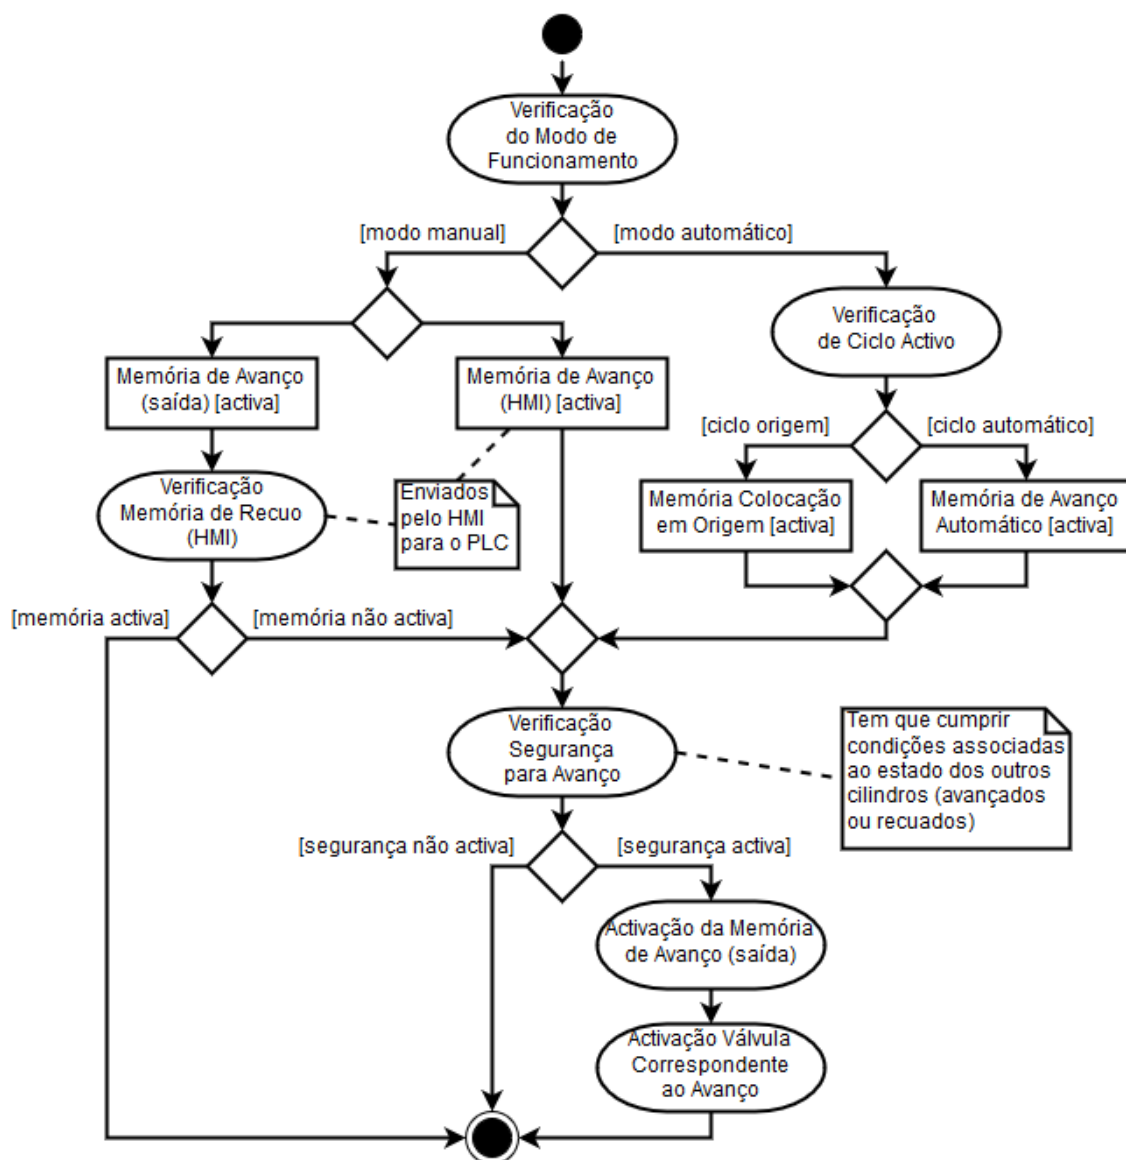 Verificação
do Modo de
Funcionamento
[modo manual]
[modo automático]
Verificação
de Ciclo Activo
Memória de Avanço
(saída) [activa]
Memória de Avanço
(HMI) [activa]
[ciclo origem]
[ciclo automático]
Verificação
Memória de Recuo
(HMI)
Enviados
pelo HMI
para o PLC
Memória Colocação
em Origem [activa]
Memória de Avanço
Automático [activa]
[memória activa]
[memória não activa]
Verificação
Segurança
para Avanço
Tem que cumprir
condições associadas
ao estado dos outros
cilindros (avançados
ou recuados)
[segurança não activa]
[segurança activa]
Activação da Memória
de Avanço (saída)
Activação Válvula
Correspondente
ao Avanço